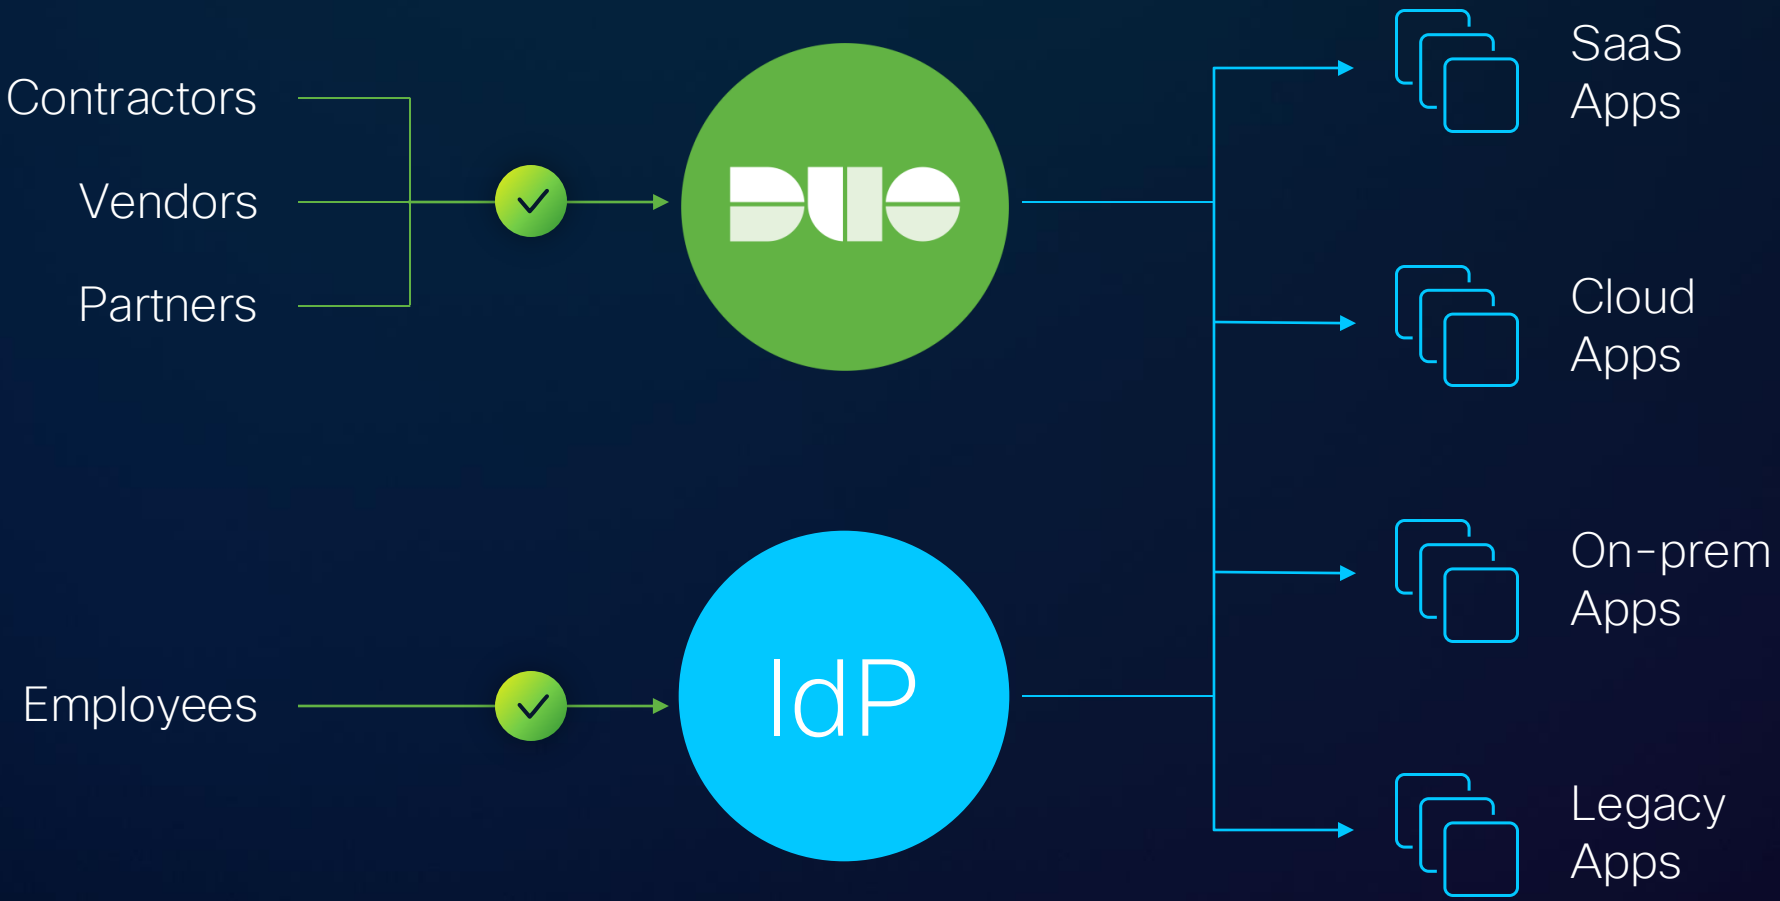 Contractors
Vendors
Partners
DUO
SaaS
Apps
Cloud
Apps
Employees
IdP
On-prem
Apps
Legacy
Apps